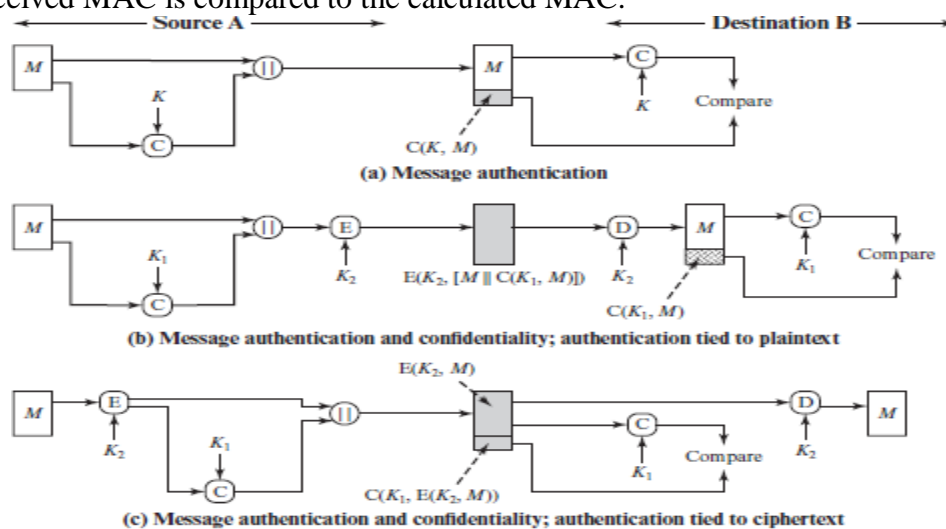 ceived MAC is compared to the calculated MAC.
Source A Destination B
M || M C
K K Compare
C
C(K, M)
(a) Message authentication
M || E D M C
K₁ K₂ E(K₂, [M || C(K₁, M)]) K₂ K₁ Compare
C
C(K₁, M)
(b) Message authentication and confidentiality; authentication tied to plaintext
E(K₂, M)
M E || D M
K₂ K₁ C K₁ Compare K₂
C
C(K₁, E(K₂, M))
(c) Message authentication and confidentiality; authentication tied to ciphertext